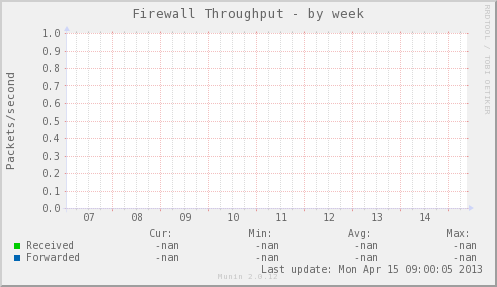 Firewall Throughput - by week
RRDTOOL / TOBI OETIKER
Packets/second
1.0
0.9
0.8
0.7
0.6
0.5
0.4
0.3
0.2
0.1
0.0
07 08 09 10 11 12 13 14
Cur: Min: Avg: Max:
Received -nan -nan -nan -nan
Forwarded -nan -nan -nan -nan
Last update: Mon Apr 15 09:00:05 2013
Munin 2.0.12